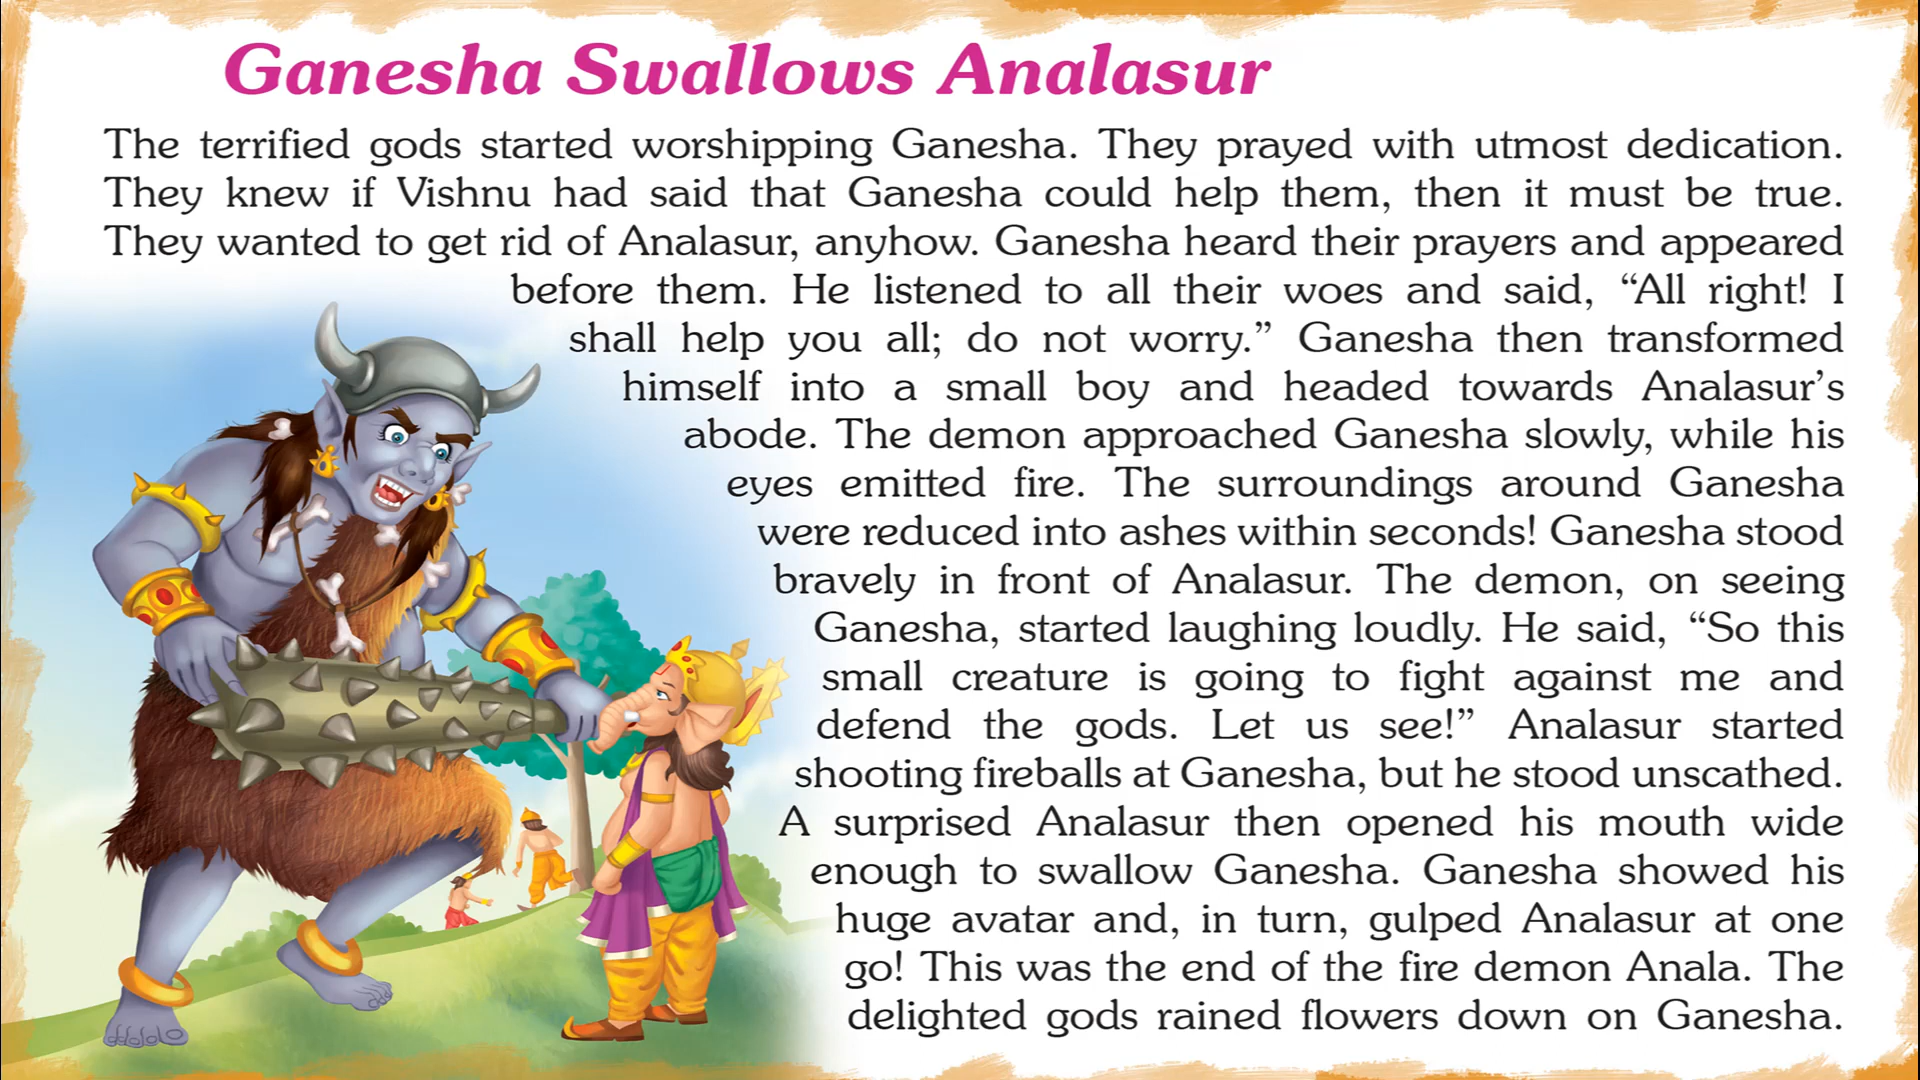 Ganesha Swallows Analasur
The terrified gods started worshipping Ganesha. They prayed with utmost dedication.
They knew if Vishnu had said that Ganesha could help them, then it must be true.
They wanted to get rid of Analasur, anyhow. Ganesha heard their prayers and appeared
before them. He listened to all their woes and said, “All right! I
shall help you all; do not worry.” Ganesha then transformed
himself into a small boy and headed towards Analasur’s
abode. The demon approached Ganesha slowly, while his
eyes emitted fire. The surroundings around Ganesha
were reduced into ashes within seconds! Ganesha stood
bravely in front of Analasur. The demon, on seeing
Ganesha, started laughing loudly. He said, “So this
small creature is going to fight against me and
defend the gods. Let us see!” Analasur started
shooting fireballs at Ganesha, but he stood unscathed.
A surprised Analasur then opened his mouth wide
enough to swallow Ganesha. Ganesha showed his
huge avatar and, in turn, gulped Analasur at one
go! This was the end of the fire demon Anala. The
delighted gods rained flowers down on Ganesha.